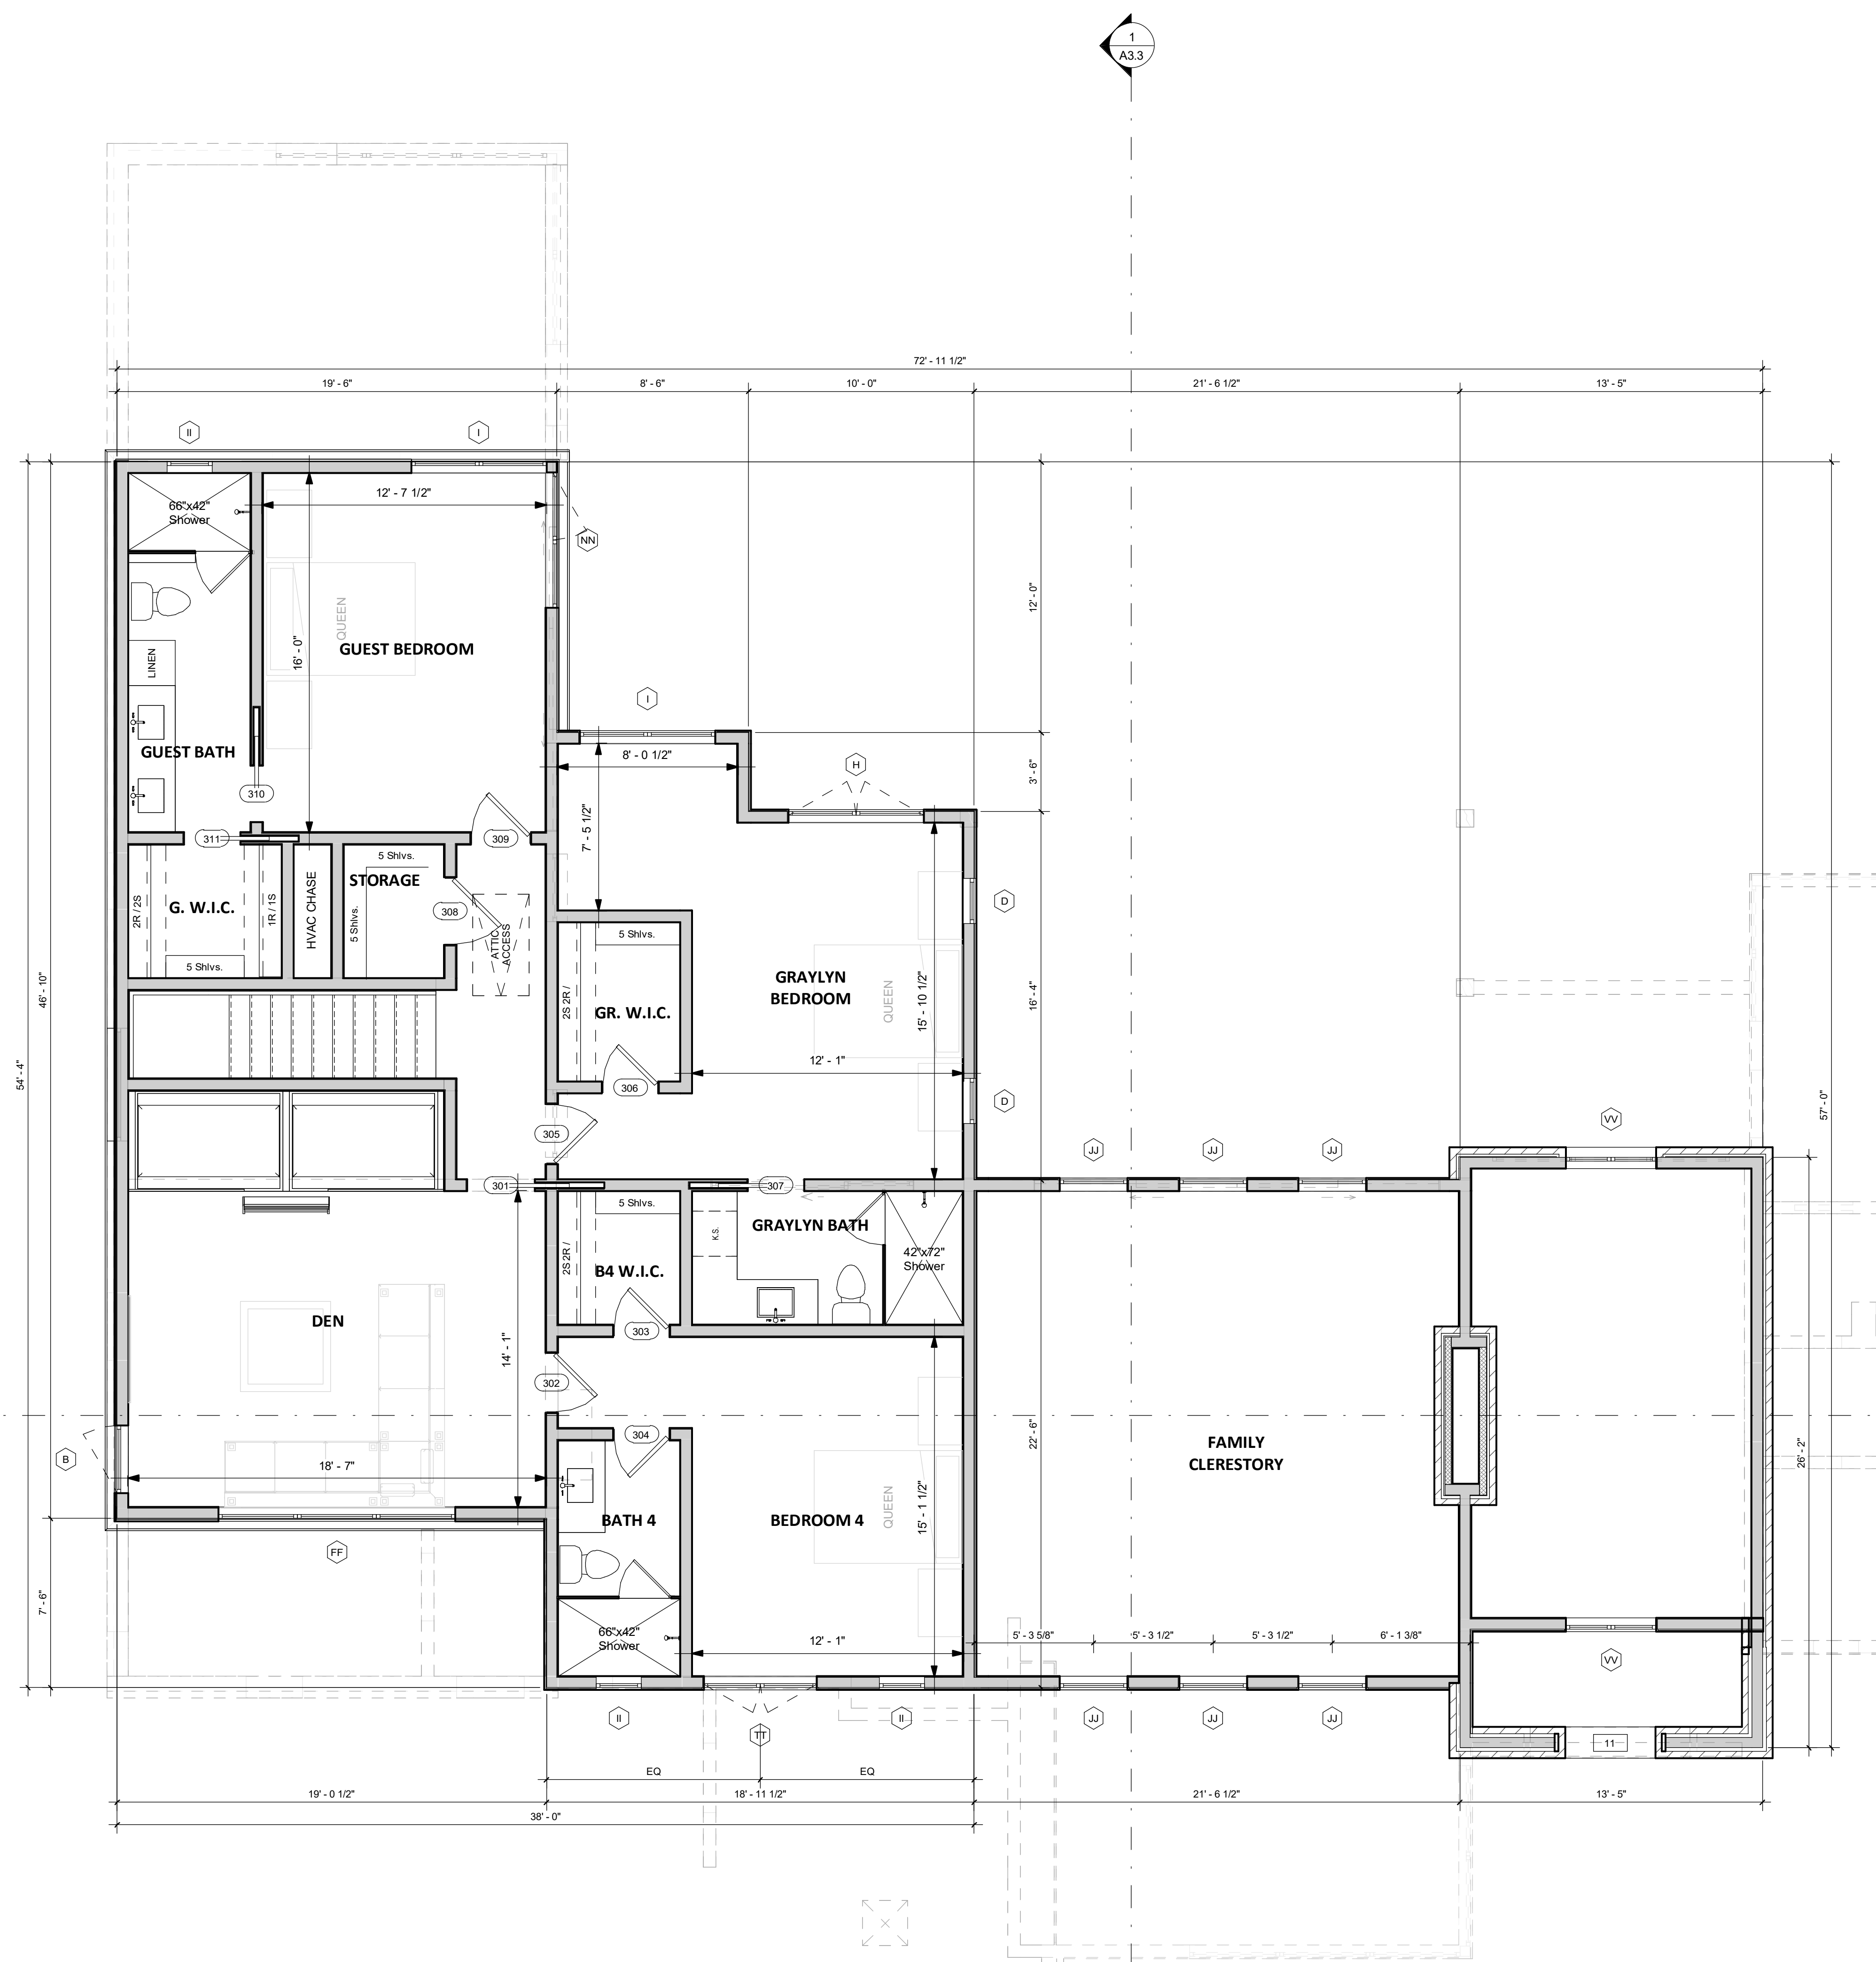 1
A3.3
72' - 11 1/2"
19' - 6"
8' - 6"
10' - 0"
21' - 6 1/2"
13' - 5"
II
I
66"x42"
Shower
12' - 7 1/2"
NN
12' - 0"
QUEEN
16' - 0"
GUEST BEDROOM
LINEN
I
GUEST BATH
8' - 0 1/2"
H
3' - 6"
310
7' - 5 1/2"
311
309
5 Shlvs.
STORAGE
2R / 2S
G. W.I.C.
1R / 1S
HVAC CHASE
5 Shlvs.
308
ATTIC
ACCESS
5 Shlvs.
D
5 Shlvs.
GRAYLYN
BEDROOM
QUEEN
15' - 10 1/2"
16' - 4"
46' - 10"
2S 2R /
GR. W.I.C.
12' - 1"
54' - 4"
306
D
57' - 0"
VV
305
JJ
JJ
JJ
301
307
5 Shlvs.
K.S.
GRAYLYN BATH
42"x72"
Shower
2S 2R /
B4 W.I.C.
DEN
303
14' - 1"
302
304
22' - 6"
FAMILY
CLERESTORY
26' - 2"
B
18' - 7"
BATH 4
BEDROOM 4
QUEEN
15' - 1 1/2"
FF
7' - 6"
66"x42"
Shower
12' - 1"
5' - 3 5/8"
5' - 3 1/2"
5' - 3 1/2"
6' - 1 3/8"
VV
II
TT
II
JJ
JJ
JJ
11
EQ
EQ
19' - 0 1/2"
18' - 11 1/2"
21' - 6 1/2"
13' - 5"
38' - 0"